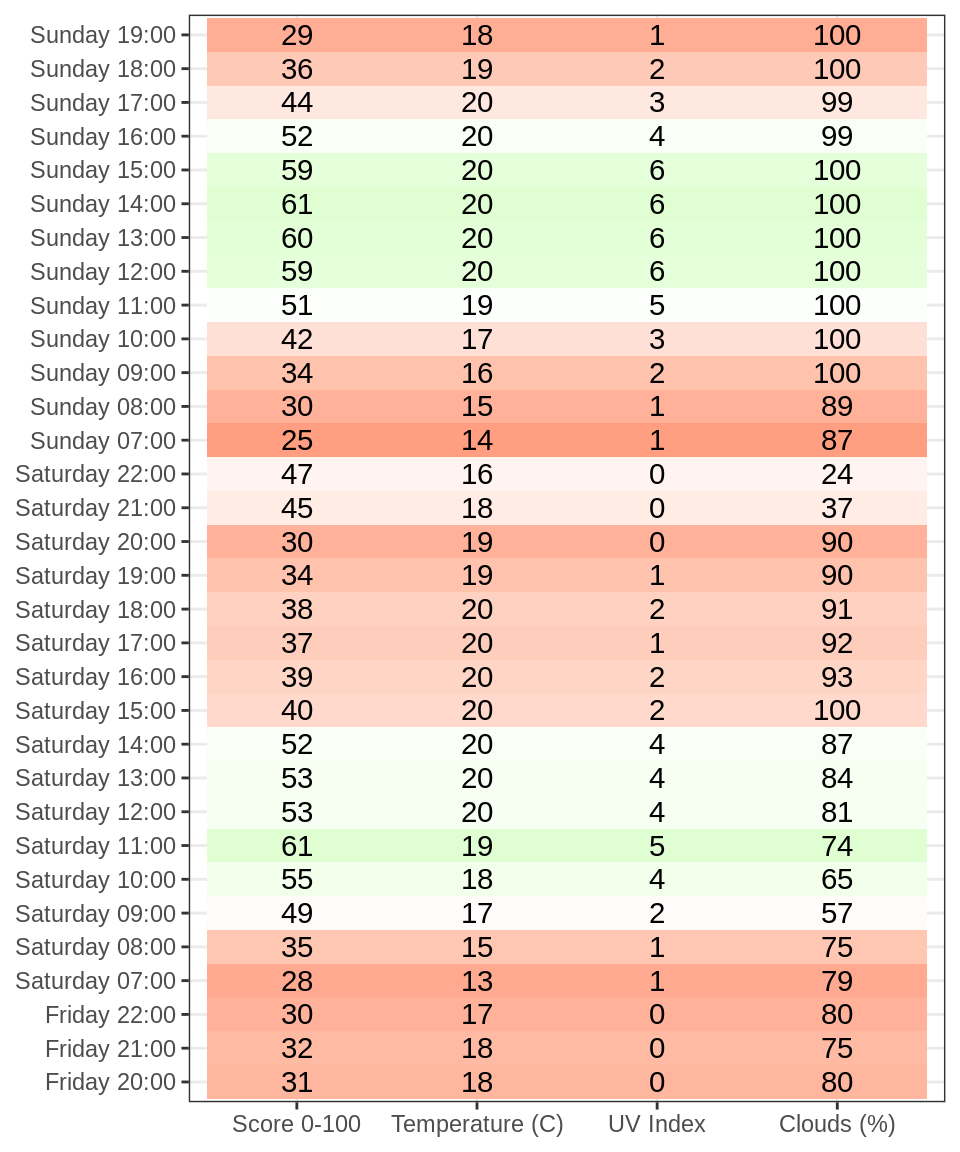 Sunday 19:00 29 18 1 100
Sunday 18:00 36 19 2 100
Sunday 17:00 44 20 3 99
Sunday 16:00 52 20 4 99
Sunday 15:00 59 20 6 100
Sunday 14:00 61 20 6 100
Sunday 13:00 60 20 6 100
Sunday 12:00 59 20 6 100
Sunday 11:00 51 19 5 100
Sunday 10:00 42 17 3 100
Sunday 09:00 34 16 2 100
Sunday 08:00 30 15 1 89
Sunday 07:00 25 14 1 87
Saturday 22:00 47 16 0 24
Saturday 21:00 45 18 0 37
Saturday 20:00 30 19 0 90
Saturday 19:00 34 19 1 90
Saturday 18:00 38 20 2 91
Saturday 17:00 37 20 1 92
Saturday 16:00 39 20 2 93
Saturday 15:00 40 20 2 100
Saturday 14:00 52 20 4 87
Saturday 13:00 53 20 4 84
Saturday 12:00 53 20 4 81
Saturday 11:00 61 19 5 74
Saturday 10:00 55 18 4 65
Saturday 09:00 49 17 2 57
Saturday 08:00 35 15 1 75
Saturday 07:00 28 13 1 79
Friday 22:00 30 17 0 80
Friday 21:00 32 18 0 75
Friday 20:00 31 18 0 80
Score 0-100 Temperature (C) UV Index Clouds (%)